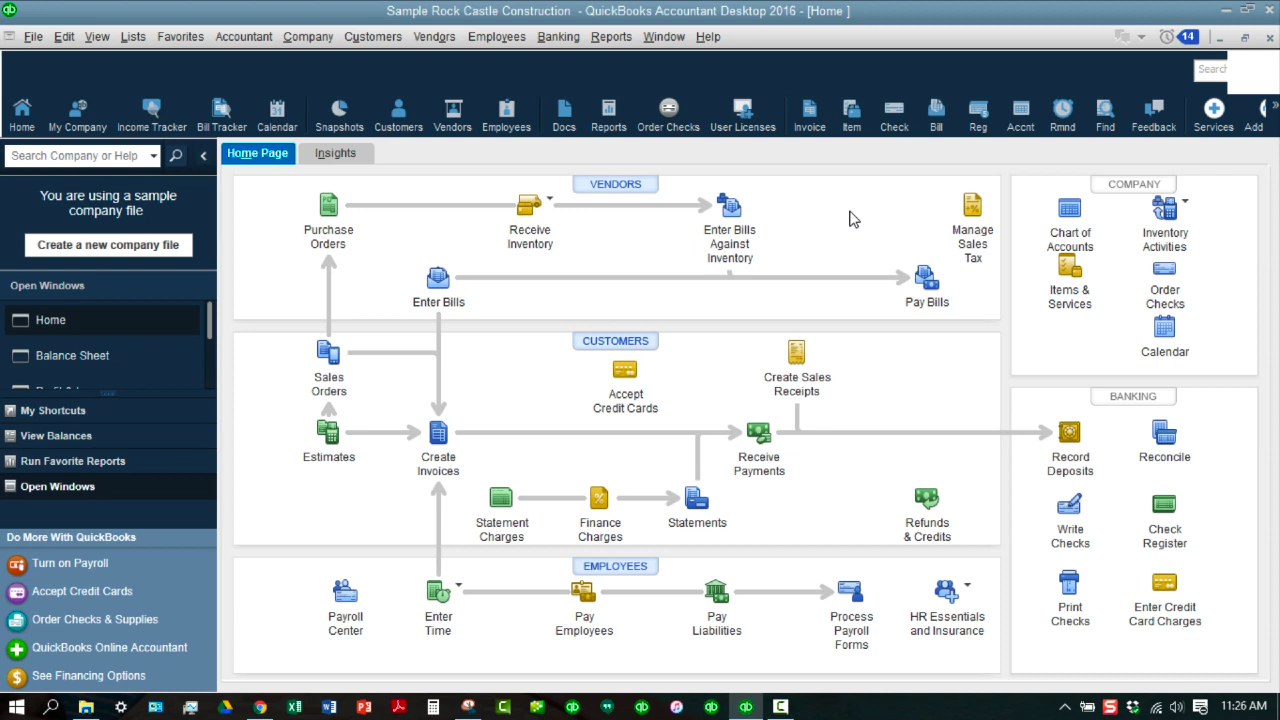 Sample Rock Castle Construction - QuickBooks Accountant Desktop 2016 - [Home ]
File Edit View Lists Favorites Accountant Company Customers Vendors Employees Banking Reports Window Help
14
Search
Home My Company Income Tracker Bill Tracker Calendar Snapshots Customers Vendors Employees Docs Reports Order Checks User Licenses Invoice Item Check Bill Reg Accnt Rmnd Find Feedback Services Add
Search Company or Help
Home Page Insights
You are using a sample
company file
Create a new company file
Open Windows
Home
Balance Sheet
My Shortcuts
View Balances
Run Favorite Reports
Open Windows
Do More With QuickBooks
Turn on Payroll
Accept Credit Cards
Order Checks & Supplies
QuickBooks Online Accountant
See Financing Options
VENDORS
Purchase
Orders
Receive
Inventory
Enter Bills
Against
Inventory
Manage
Sales
Tax
Enter Bills
Pay Bills
CUSTOMERS
Sales
Orders
Accept
Credit Cards
Create Sales
Receipts
Estimates
Create
Invoices
Receive
Payments
Statement
Charges
Finance
Charges
Statements
Refunds
& Credits
EMPLOYEES
Payroll
Center
Enter
Time
Pay
Employees
Pay
Liabilities
Process
Payroll
Forms
HR Essentials
and Insurance
COMPANY
Chart of
Accounts
Inventory
Activities
Items &
Services
Order
Checks
Calendar
BANKING
Record
Deposits
Reconcile
Write
Checks
Check
Register
Print
Checks
Enter Credit
Card Charges
11:26 AM